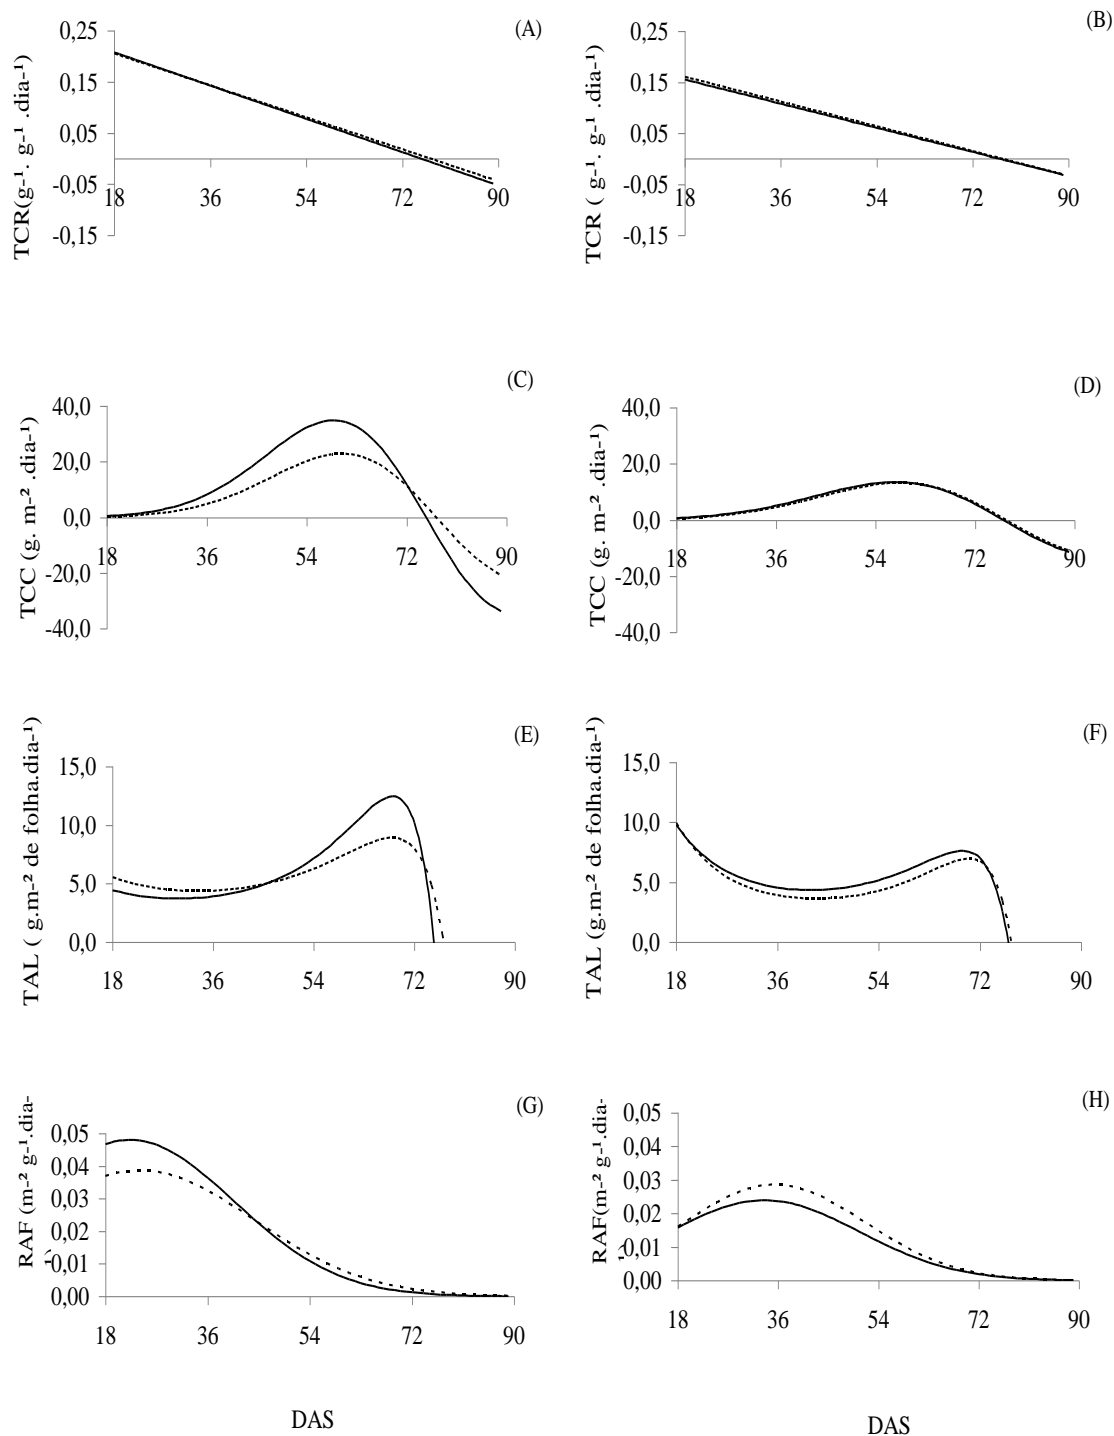 (A)
TCR(g-¹. g-¹ .dia-¹)
0,25
0,15
0,05
-0,05
-0,15
18 36 54 72 90
(B)
TCR ( g-¹. g-¹ .dia-¹)
0,25
0,15
0,05
-0,05
-0,15
18 36 54 72 90
(C)
TCC (g. m-² .dia-¹)
40,0
20,0
0,0
-20,0
-40,0
18 36 54 72 90
(D)
TCC (g. m-² .dia-¹)
40,0
20,0
0,0
-20,0
-40,0
18 36 54 72 90
(E)
TAL ( g.m-² de folha.dia-¹)
15,0
10,0
5,0
0,0
18 36 54 72 90
(F)
TAL (g.m-² de folha.dia-¹)
15,0
10,0
5,0
0,0
18 36 54 72 90
(G)
RAF (m-² g-¹.dia-
¹)
0,05
0,04
0,03
0,02
0,01
0,00
18 36 54 72 90
DAS
(H)
RAF(m-² g-¹.dia-
¹)
0,05
0,04
0,03
0,02
0,01
0,00
18 36 54 72 90
DAS